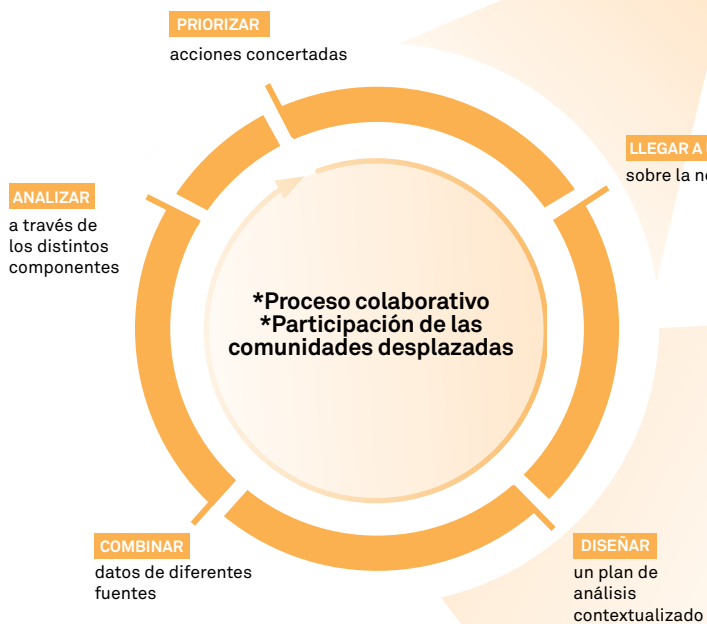 PRIORIZAR
acciones concertadas
LLEGAR A
sobre la
ANALIZAR
a través de
los distintos
componentes
*Proceso colaborativo
*Participación de las
comunidades desplazadas
COMBINAR
datos de diferentes
fuentes
DISEÑAR
un plan de
análisis
contextualizado